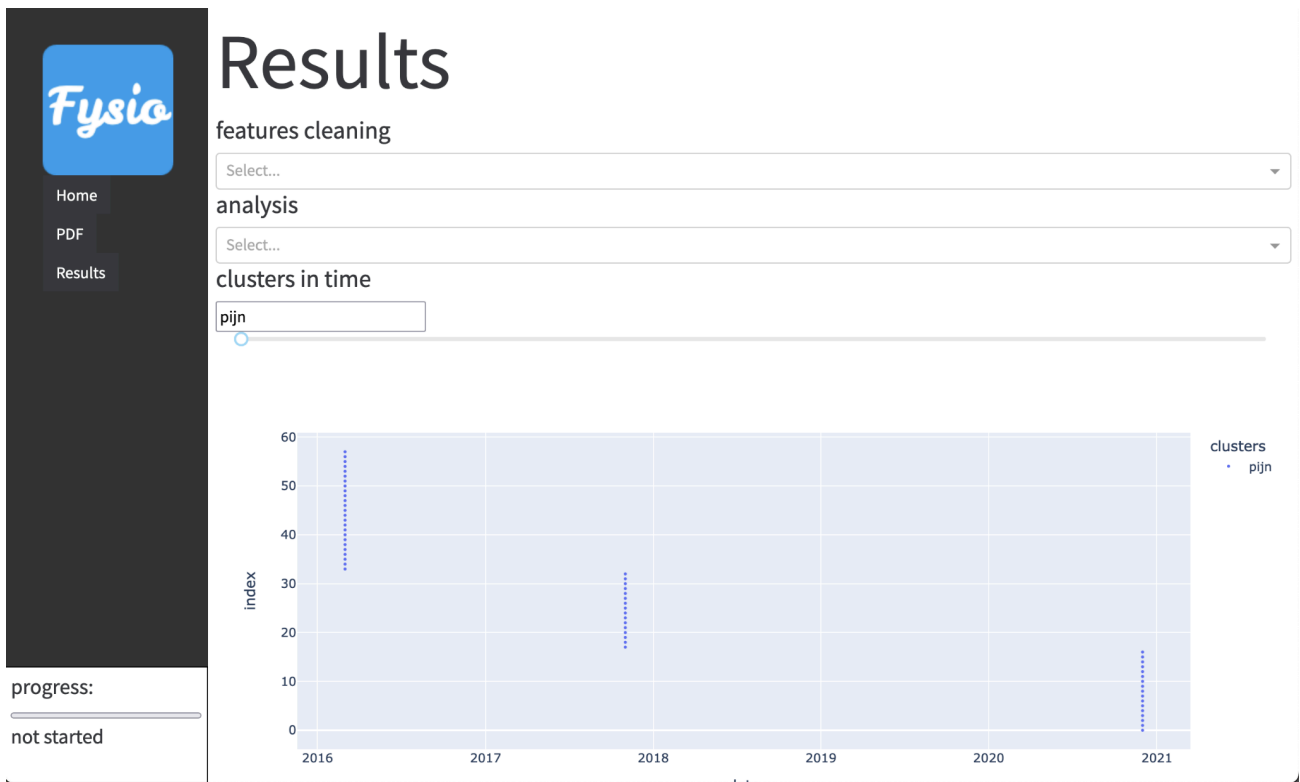 Fysio
Home
PDF
Results
progress:
not started
Results
features cleaning
Select...
analysis
Select...
clusters in time
pijn
60
50
40
30
20
10
0
index
2016 2017 2018 2019 2020 2021
clusters
pijn